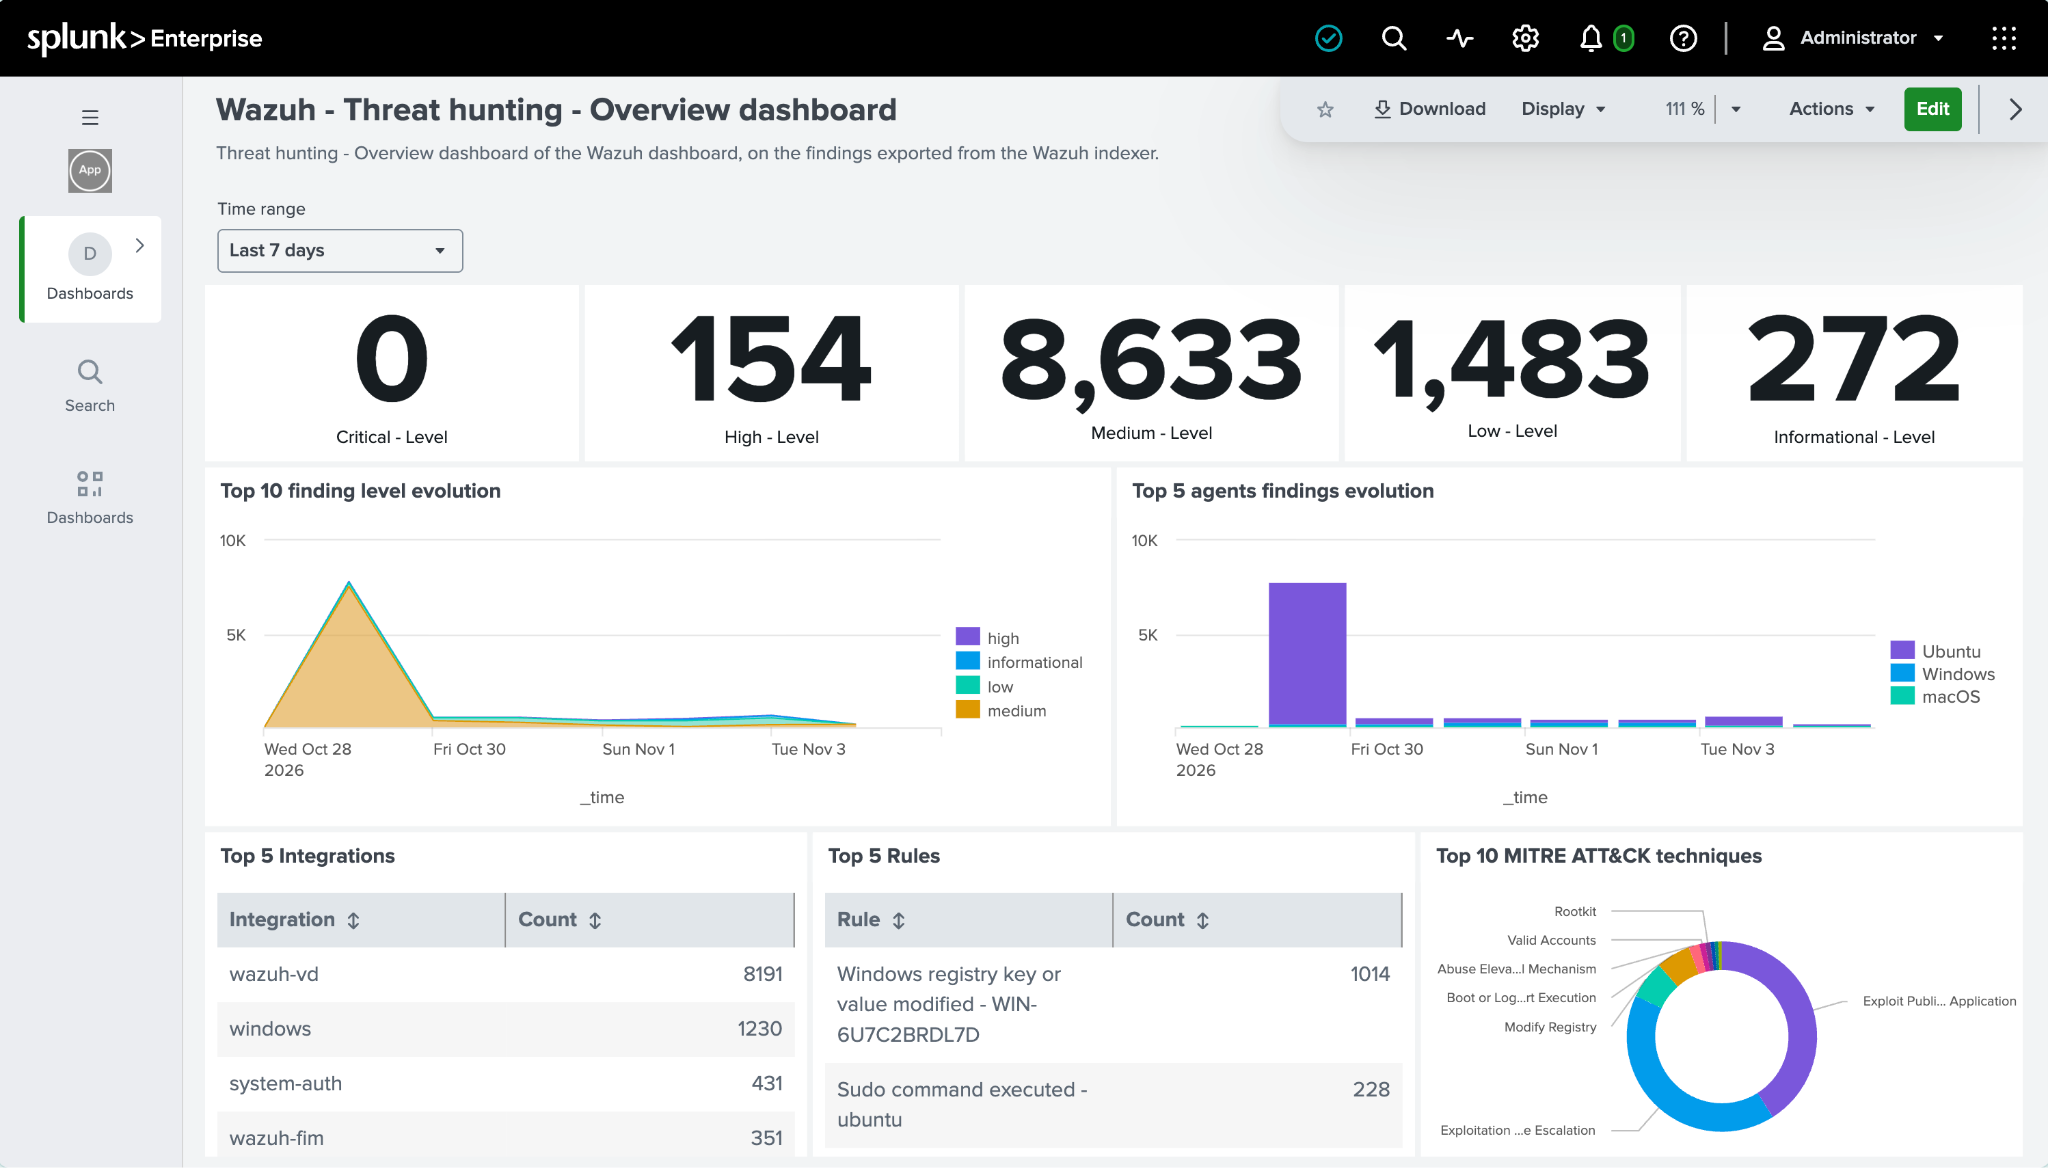 splunk>Enterprise
1
Administrator
App
D
Dashboards
Search
Dashboards
Wazuh - Threat hunting - Overview dashboard
Threat hunting - Overview dashboard of the Wazuh dashboard, on the findings exported from the Wazuh indexer.
Download
Display
111 %
Actions
Edit
Time range
Last 7 days
0
Critical - Level
154
High - Level
8,633
Medium - Level
1,483
Low - Level
272
Informational - Level
Top 10 finding level evolution
10K
5K
Wed Oct 28
2026
Fri Oct 30
Sun Nov 1
Tue Nov 3
_time
high
informational
low
medium
Top 5 agents findings evolution
10K
5K
Wed Oct 28
2026
Fri Oct 30
Sun Nov 1
Tue Nov 3
_time
Ubuntu
Windows
macOS
Top 5 Integrations
Integration Count
wazuh-vd 8191
windows 1230
system-auth 431
wazuh-fim 351
Top 5 Rules
Rule Count
Windows registry key or 1014
value modified - WIN-
6U7C2BRDL7D
Sudo command executed - 228
ubuntu
Top 10 MITRE ATT&CK techniques
Rootkit
Valid Accounts
Abuse Eleva...l Mechanism
Boot or Log...rt Execution
Modify Registry
Exploit Publi... Application
Exploitation ...e Escalation